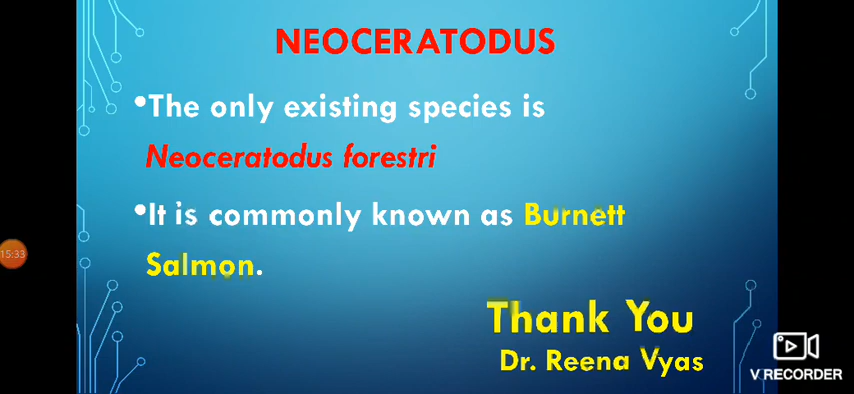 NEOCERATODUS
•The only existing species is
Neoceratodus forestri
•It is commonly known as Burnett
Salmon.
15:33
Thank You
Dr. Reena Vyas
V RECORDER